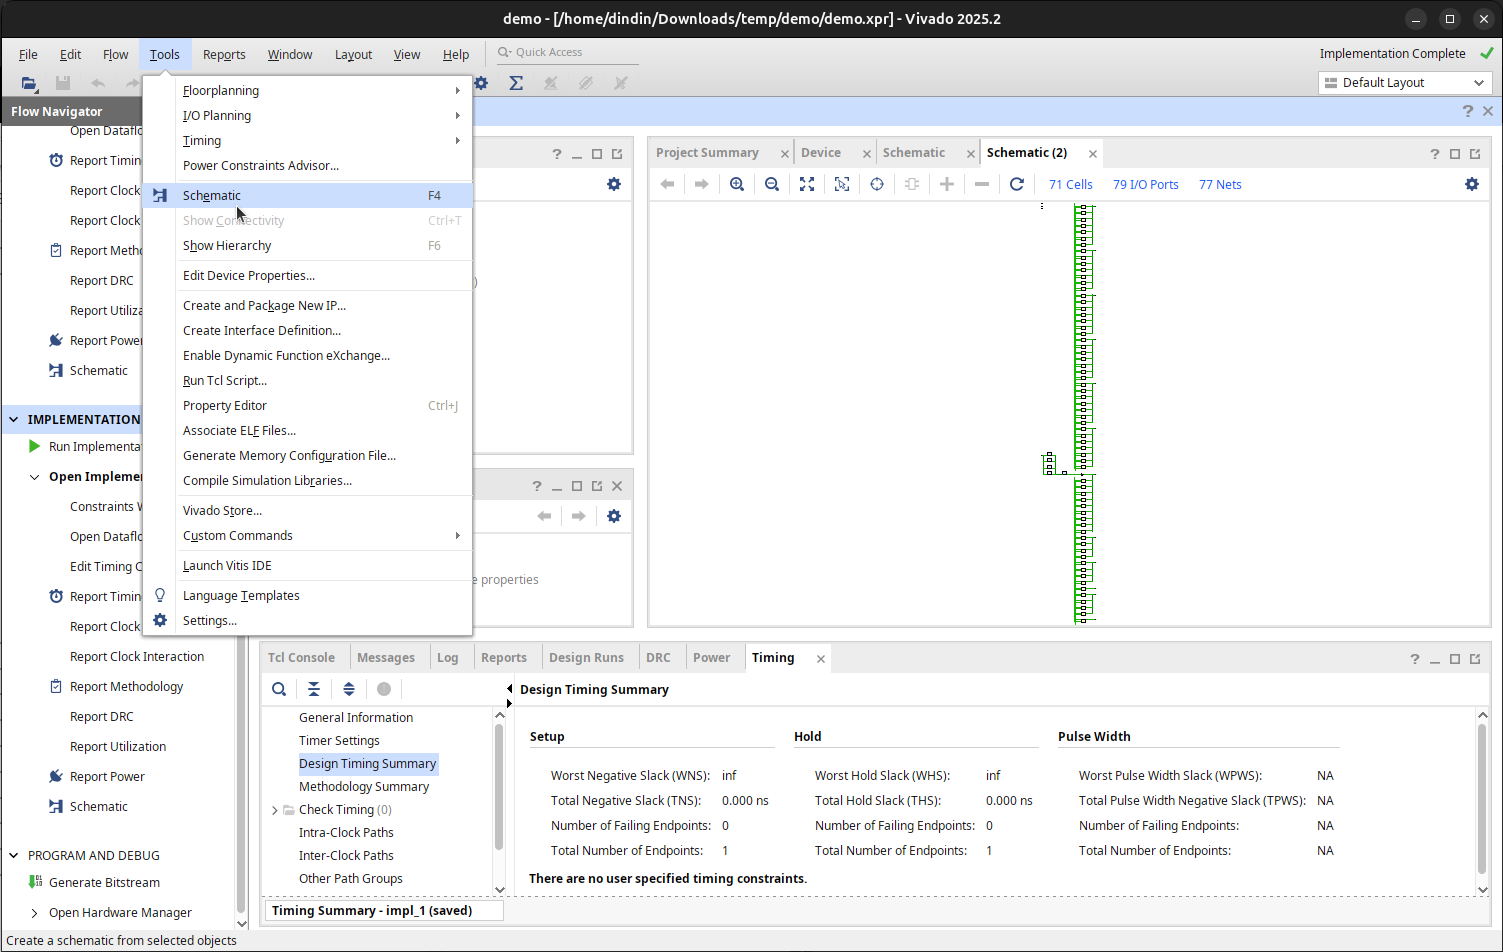 demo - [/home/dindin/Downloads/temp/demo/demo.xpr] - Vivado 2025.2
File Edit Flow Tools Reports Window Layout View Help Quick Access Implementation Complete
Default Layout
Flow Navigator
Open Dataflo
Report Timin
Report Clock
Report Clock
Report Metho
Report DRC
Report Utiliza
Report Power
Schematic
IMPLEMENTATION
Run Implementa
Open Implemen
Constraints W
Open Dataflo
Edit Timing C
Report Timin
Report Clock
Report Clock Interaction
Report Methodology
Report DRC
Report Utilization
Report Power
Schematic
PROGRAM AND DEBUG
Generate Bitstream
Open Hardware Manager
Floorplanning
I/O Planning
Timing
Power Constraints Advisor...
Schematic F4
Show Connectivity Ctrl+T
Show Hierarchy F6
Edit Device Properties...
Create and Package New IP...
Create Interface Definition...
Enable Dynamic Function eXchange...
Run Tcl Script...
Property Editor Ctrl+J
Associate ELF Files...
Generate Memory Configuration File...
Compile Simulation Libraries...
Vivado Store...
Custom Commands
Launch Vitis IDE
Language Templates
Settings...
)
e properties
Project Summary Device Schematic Schematic (2)
71 Cells 79 I/O Ports 77 Nets
Tcl Console Messages Log Reports Design Runs DRC Power Timing
Design Timing Summary
General Information
Timer Settings
Design Timing Summary
Methodology Summary
Check Timing (0)
Intra-Clock Paths
Inter-Clock Paths
Other Path Groups
Setup Hold Pulse Width
Worst Negative Slack (WNS): inf Worst Hold Slack (WHS): inf Worst Pulse Width Slack (WPWS): NA
Total Negative Slack (TNS): 0.000 ns Total Hold Slack (THS): 0.000 ns Total Pulse Width Negative Slack (TPWS): NA
Number of Failing Endpoints: 0 Number of Failing Endpoints: 0 Number of Failing Endpoints: NA
Total Number of Endpoints: 1 Total Number of Endpoints: 1 Total Number of Endpoints: NA
There are no user specified timing constraints.
Timing Summary - impl_1 (saved)
Create a schematic from selected objects